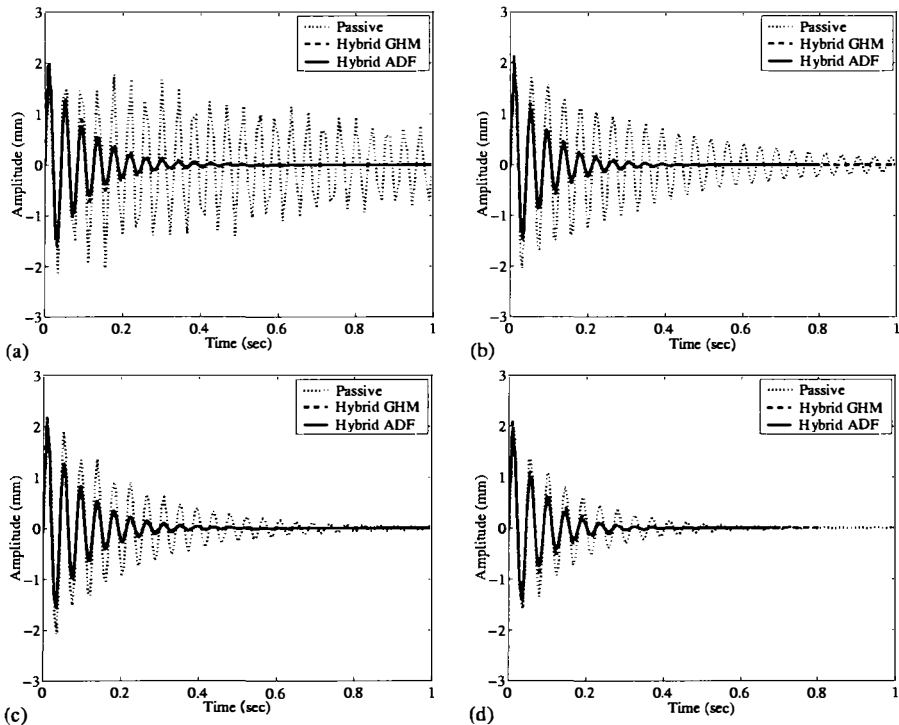 3
2
1
0
-1
-2
-3
Amplitude (mm)
Passive
Hybrid GHM
Hybrid ADF
0
0.2
0.4
0.6
0.8
1
Time (sec)
(a)
3
2
1
0
-1
-2
-3
Amplitude (mm)
Passive
Hybrid GHM
Hybrid ADF
0
0.2
0.4
0.6
0.8
1
Time (sec)
(b)
3
2
1
0
-1
-2
-3
Amplitude (mm)
Passive
Hybrid GHM
Hybrid ADF
0
0.2
0.4
0.6
0.8
1
Time (sec)
(c)
3
2
1
0
-1
-2
-3
Amplitude (mm)
Passive
Hybrid GHM
Hybrid ADF
0
0.2
0.4
0.6
0.8
1
Time (sec)
(d)